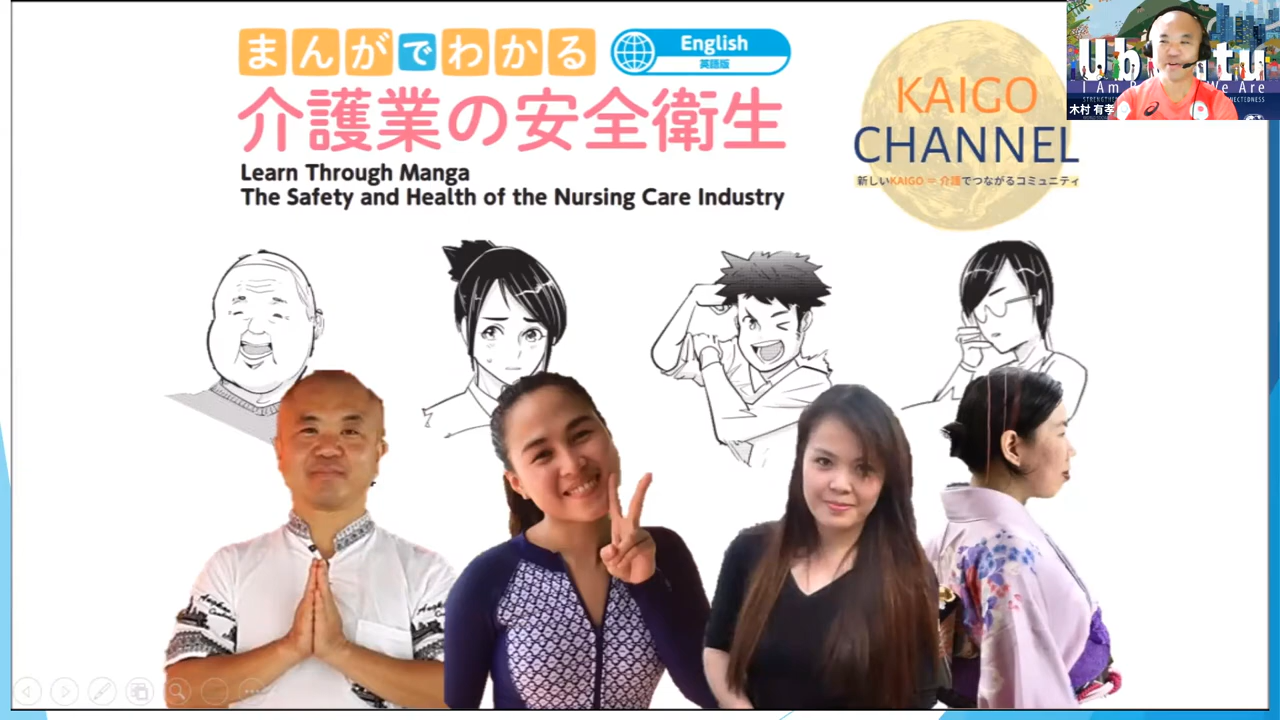 まんがでわかる
English
英語版
介護業の安全衛生
Learn Through Manga
The Safety and Health of the Nursing Care Industry
KAIGO
CHANNEL
新しいKAIGO = 介護でつながるコミュニティ
木村 有孝